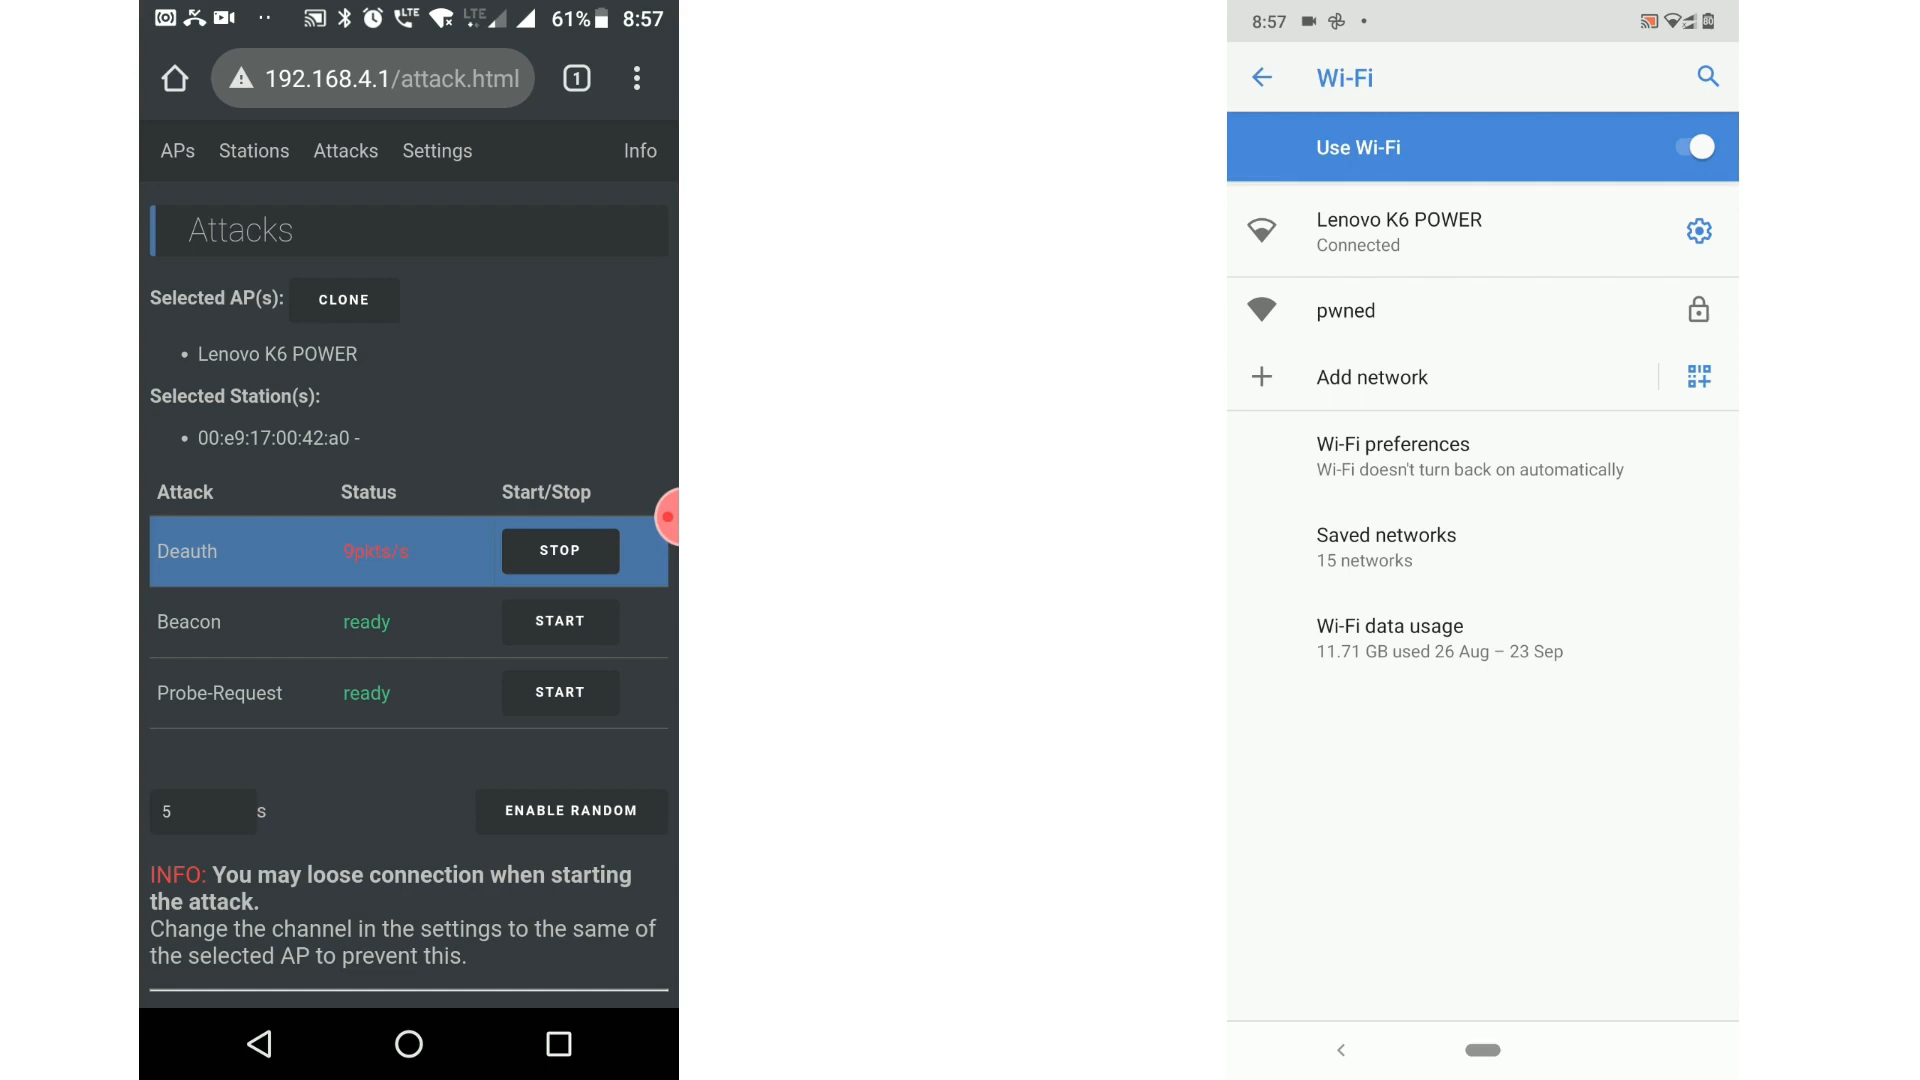 LTE LTE 61% 8:57
192.168.4.1/attack.html 1
APs Stations Attacks Settings Info
Attacks
Selected AP(s): CLONE
• Lenovo K6 POWER
Selected Station(s):
• 00:e9:17:00:42:a0 -
Attack Status Start/Stop
Deauth 9pkts/s STOP
Beacon ready START
Probe-Request ready START
5 s ENABLE RANDOM
INFO: You may loose connection when starting
the attack.
Change the channel in the settings to the same of
the selected AP to prevent this.
8:57 80
Wi-Fi
Use Wi-Fi
Lenovo K6 POWER
Connected
pwned
Add network
Wi-Fi preferences
Wi-Fi doesn't turn back on automatically
Saved networks
15 networks
Wi-Fi data usage
11.71 GB used 26 Aug – 23 Sep